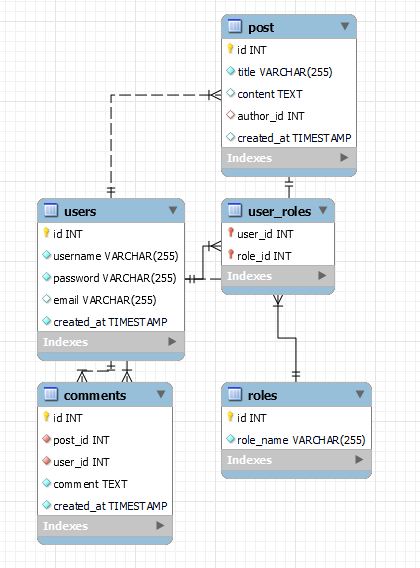 post
id INT
title VARCHAR(255)
content TEXT
author_id INT
created_at TIMESTAMP
Indexes
users
id INT
username VARCHAR(255)
password VARCHAR(255)
email VARCHAR(255)
created_at TIMESTAMP
Indexes
user_roles
user_id INT
role_id INT
Indexes
comments
id INT
post_id INT
user_id INT
comment TEXT
created_at TIMESTAMP
Indexes
roles
id INT
role_name VARCHAR(255)
Indexes